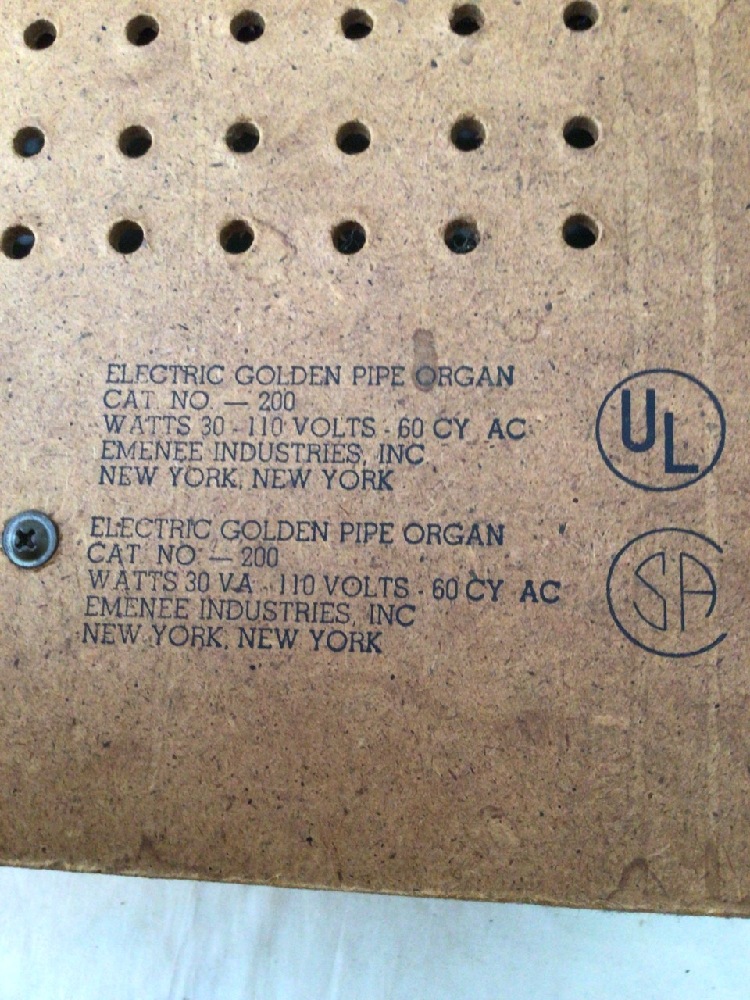 ELECTRIC GOLDEN PIPE ORGAN
CAT. NO. — 200
WATTS 30 - 110 VOLTS - 60 CY AC
EMENEE INDUSTRIES, INC
NEW YORK, NEW YORK
UL
ELECTRIC GOLDEN PIPE ORGAN
CAT NO — 200
WATTS 30 VA - 110 VOLTS - 60 CY AC
EMENEE INDUSTRIES, INC
NEW YORK, NEW YORK
CSA